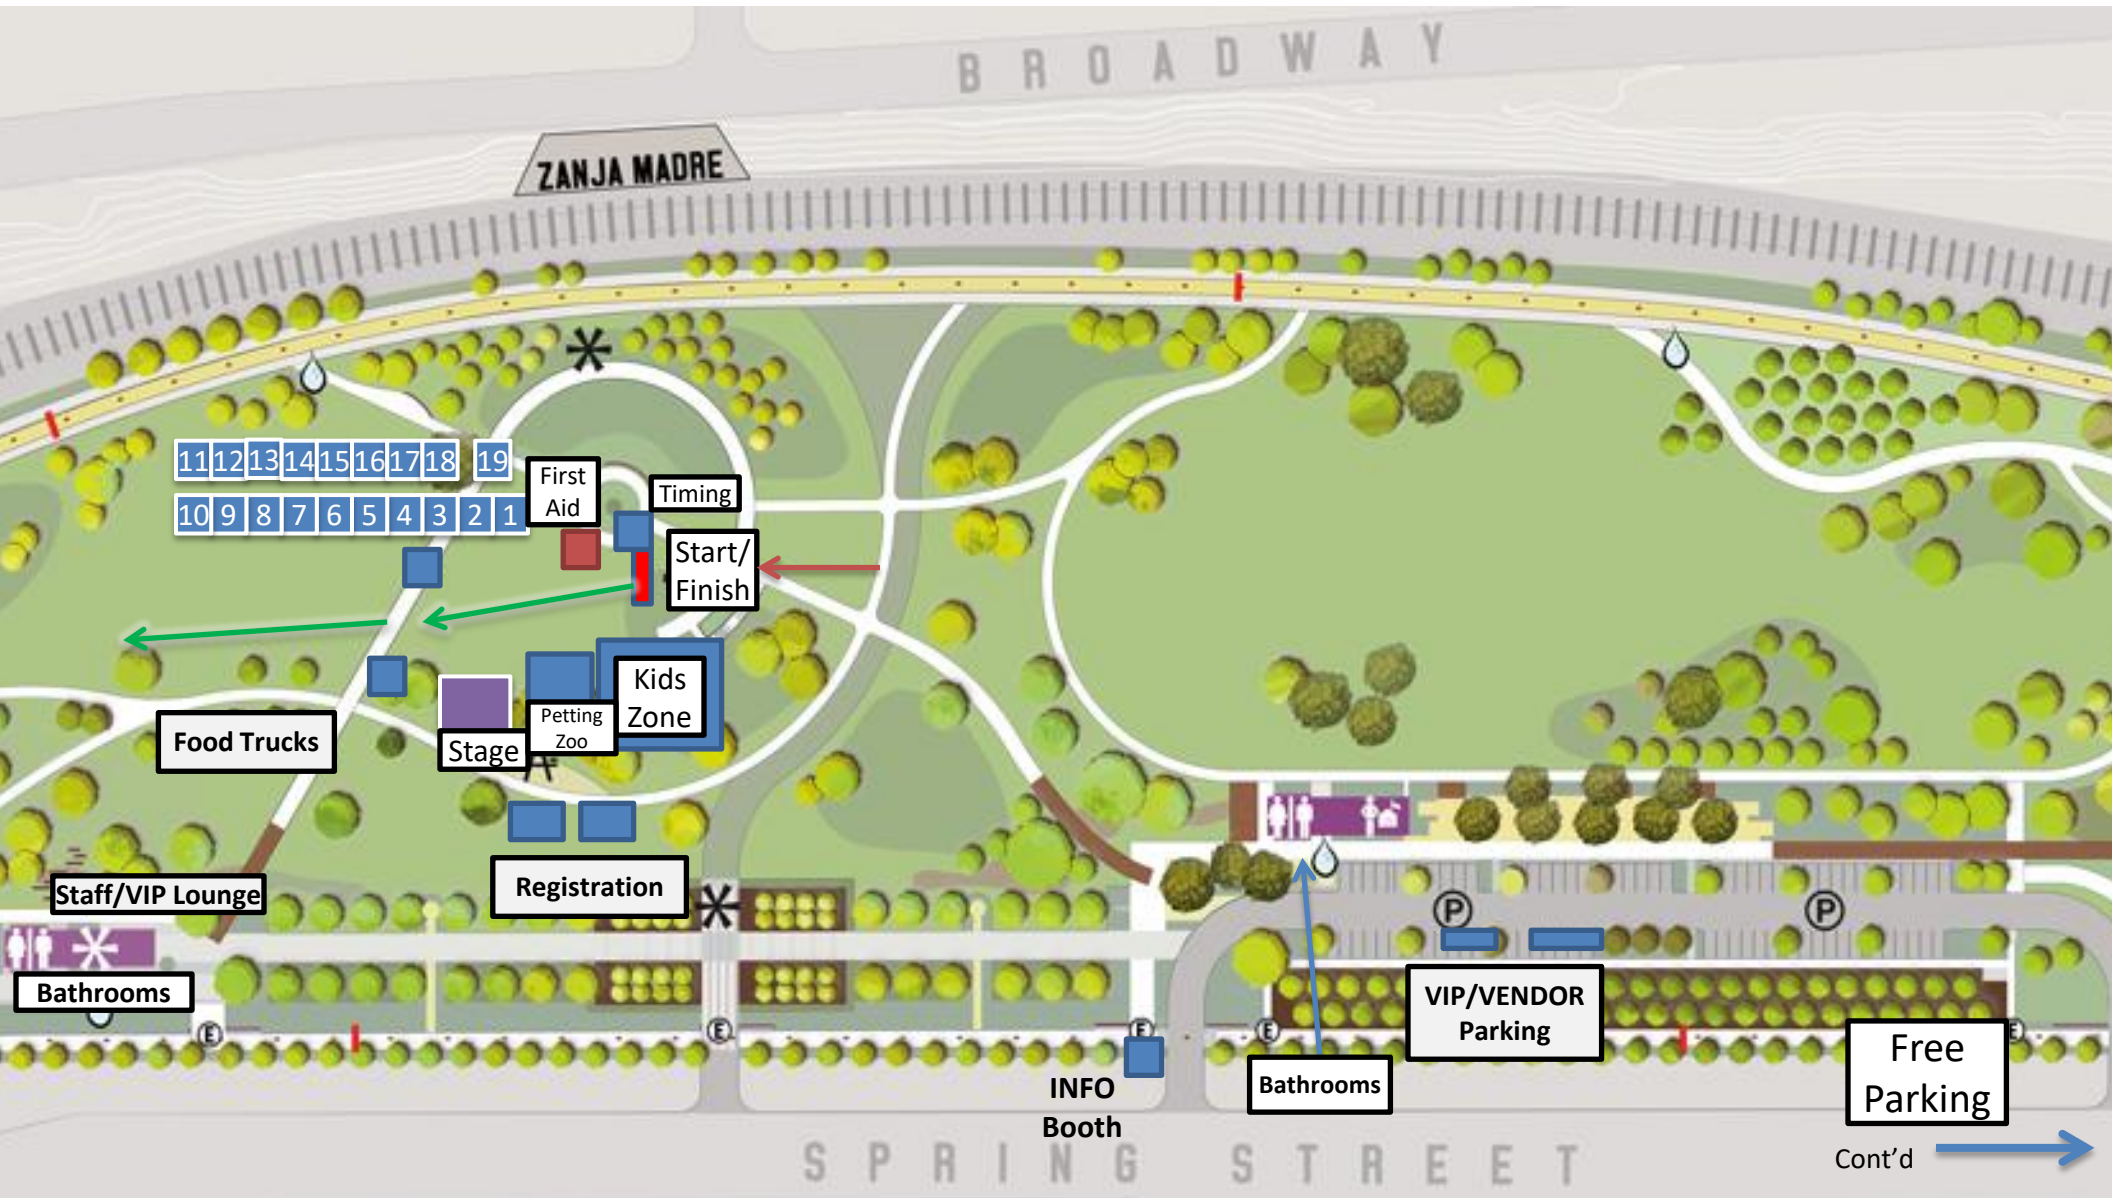 BROADWAY
ZANJA MADRE
11 12 13 14 15 16 17 18 19
10 9 8 7 6 5 4 3 2 1
First
Aid
Timing
Start/
Finish
Kids
Zone
Petting
Zoo
Stage
Food Trucks
Registration
Staff/VIP Lounge
Bathrooms
P
P
VIP/VENDOR
Parking
E
E
E
E
E
INFO
Booth
Bathrooms
Free
Parking
Cont'd
SPRING STREET